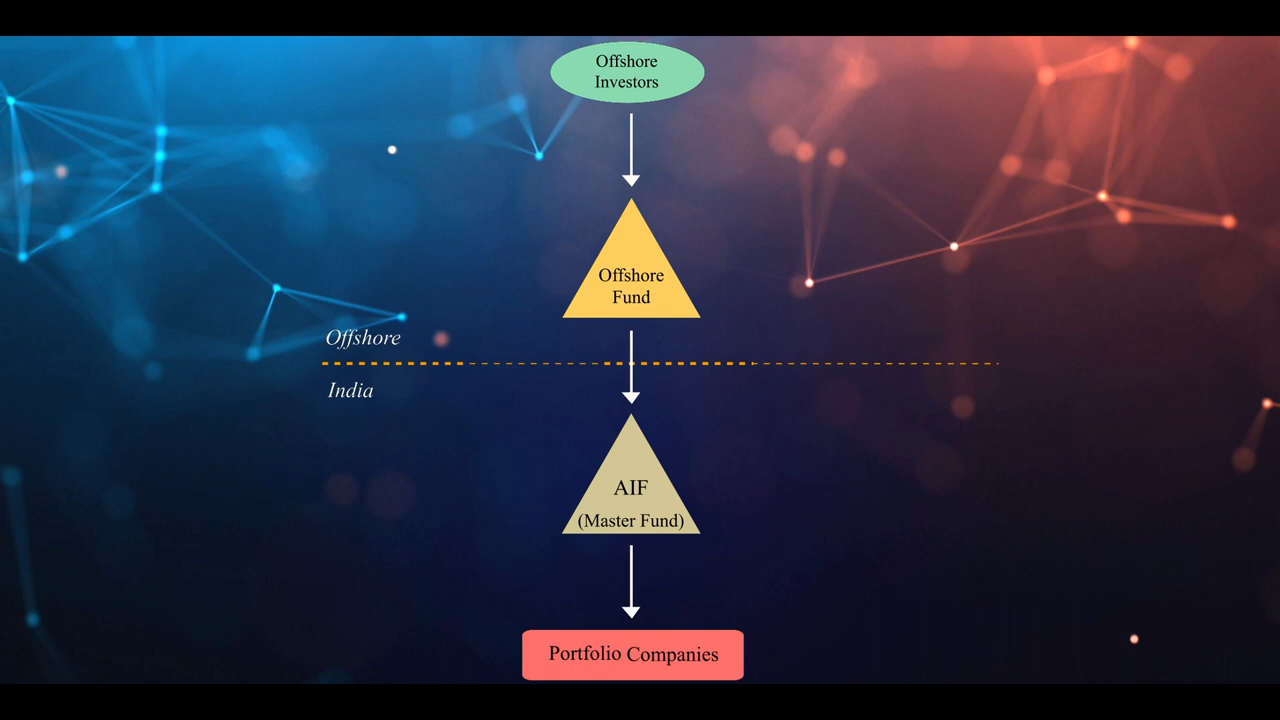 Offshore
Investors
Offshore
Fund
Offshore
India
AIF
(Master Fund)
Portfolio Companies